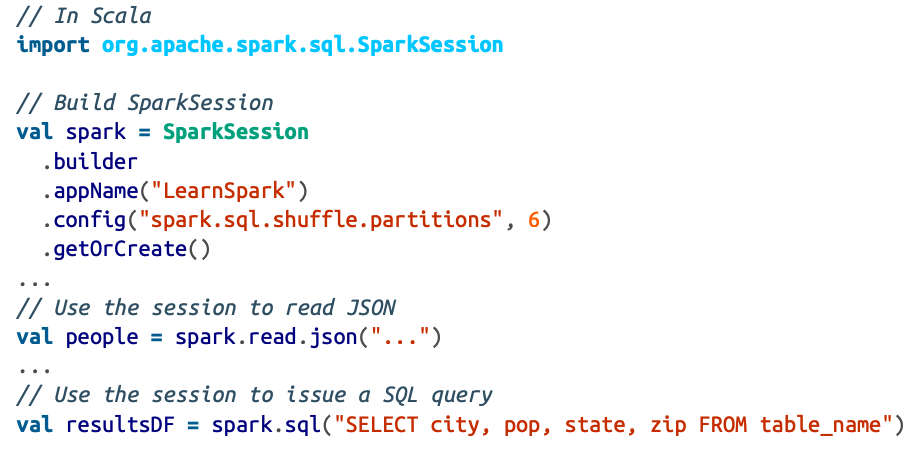 // In Scala
import org.apache.spark.sql.SparkSession
// Build SparkSession
val spark = SparkSession
.builder
.appName("LearnSpark")
.config("spark.sql.shuffle.partitions", 6)
.getOrCreate()
...
// Use the session to read JSON
val people = spark.read.json("...")
...
// Use the session to issue a SQL query
val resultsDF = spark.sql("SELECT city, pop, state, zip FROM table_name")